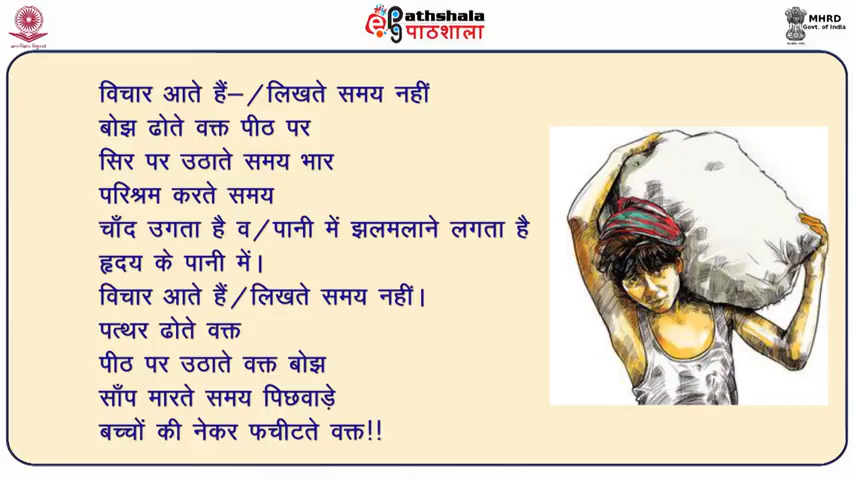 ePathshala
पाठशाला
MHRD
Govt. of India
विचार आते हैं–/लिखते समय नहीं
बोझ ढोते वक्त पीठ पर
सिर पर उठाते समय भार
परिश्रम करते समय
चाँद उगता है व/पानी में झलमलाने लगता है
हृदय के पानी में।
विचार आते हैं/लिखते समय नहीं।
पत्थर ढोते वक्त
पीठ पर उठाते वक्त बोझ
साँप मारते समय पिछवाड़े
बच्चों की नेकर फचीटते वक्त!!